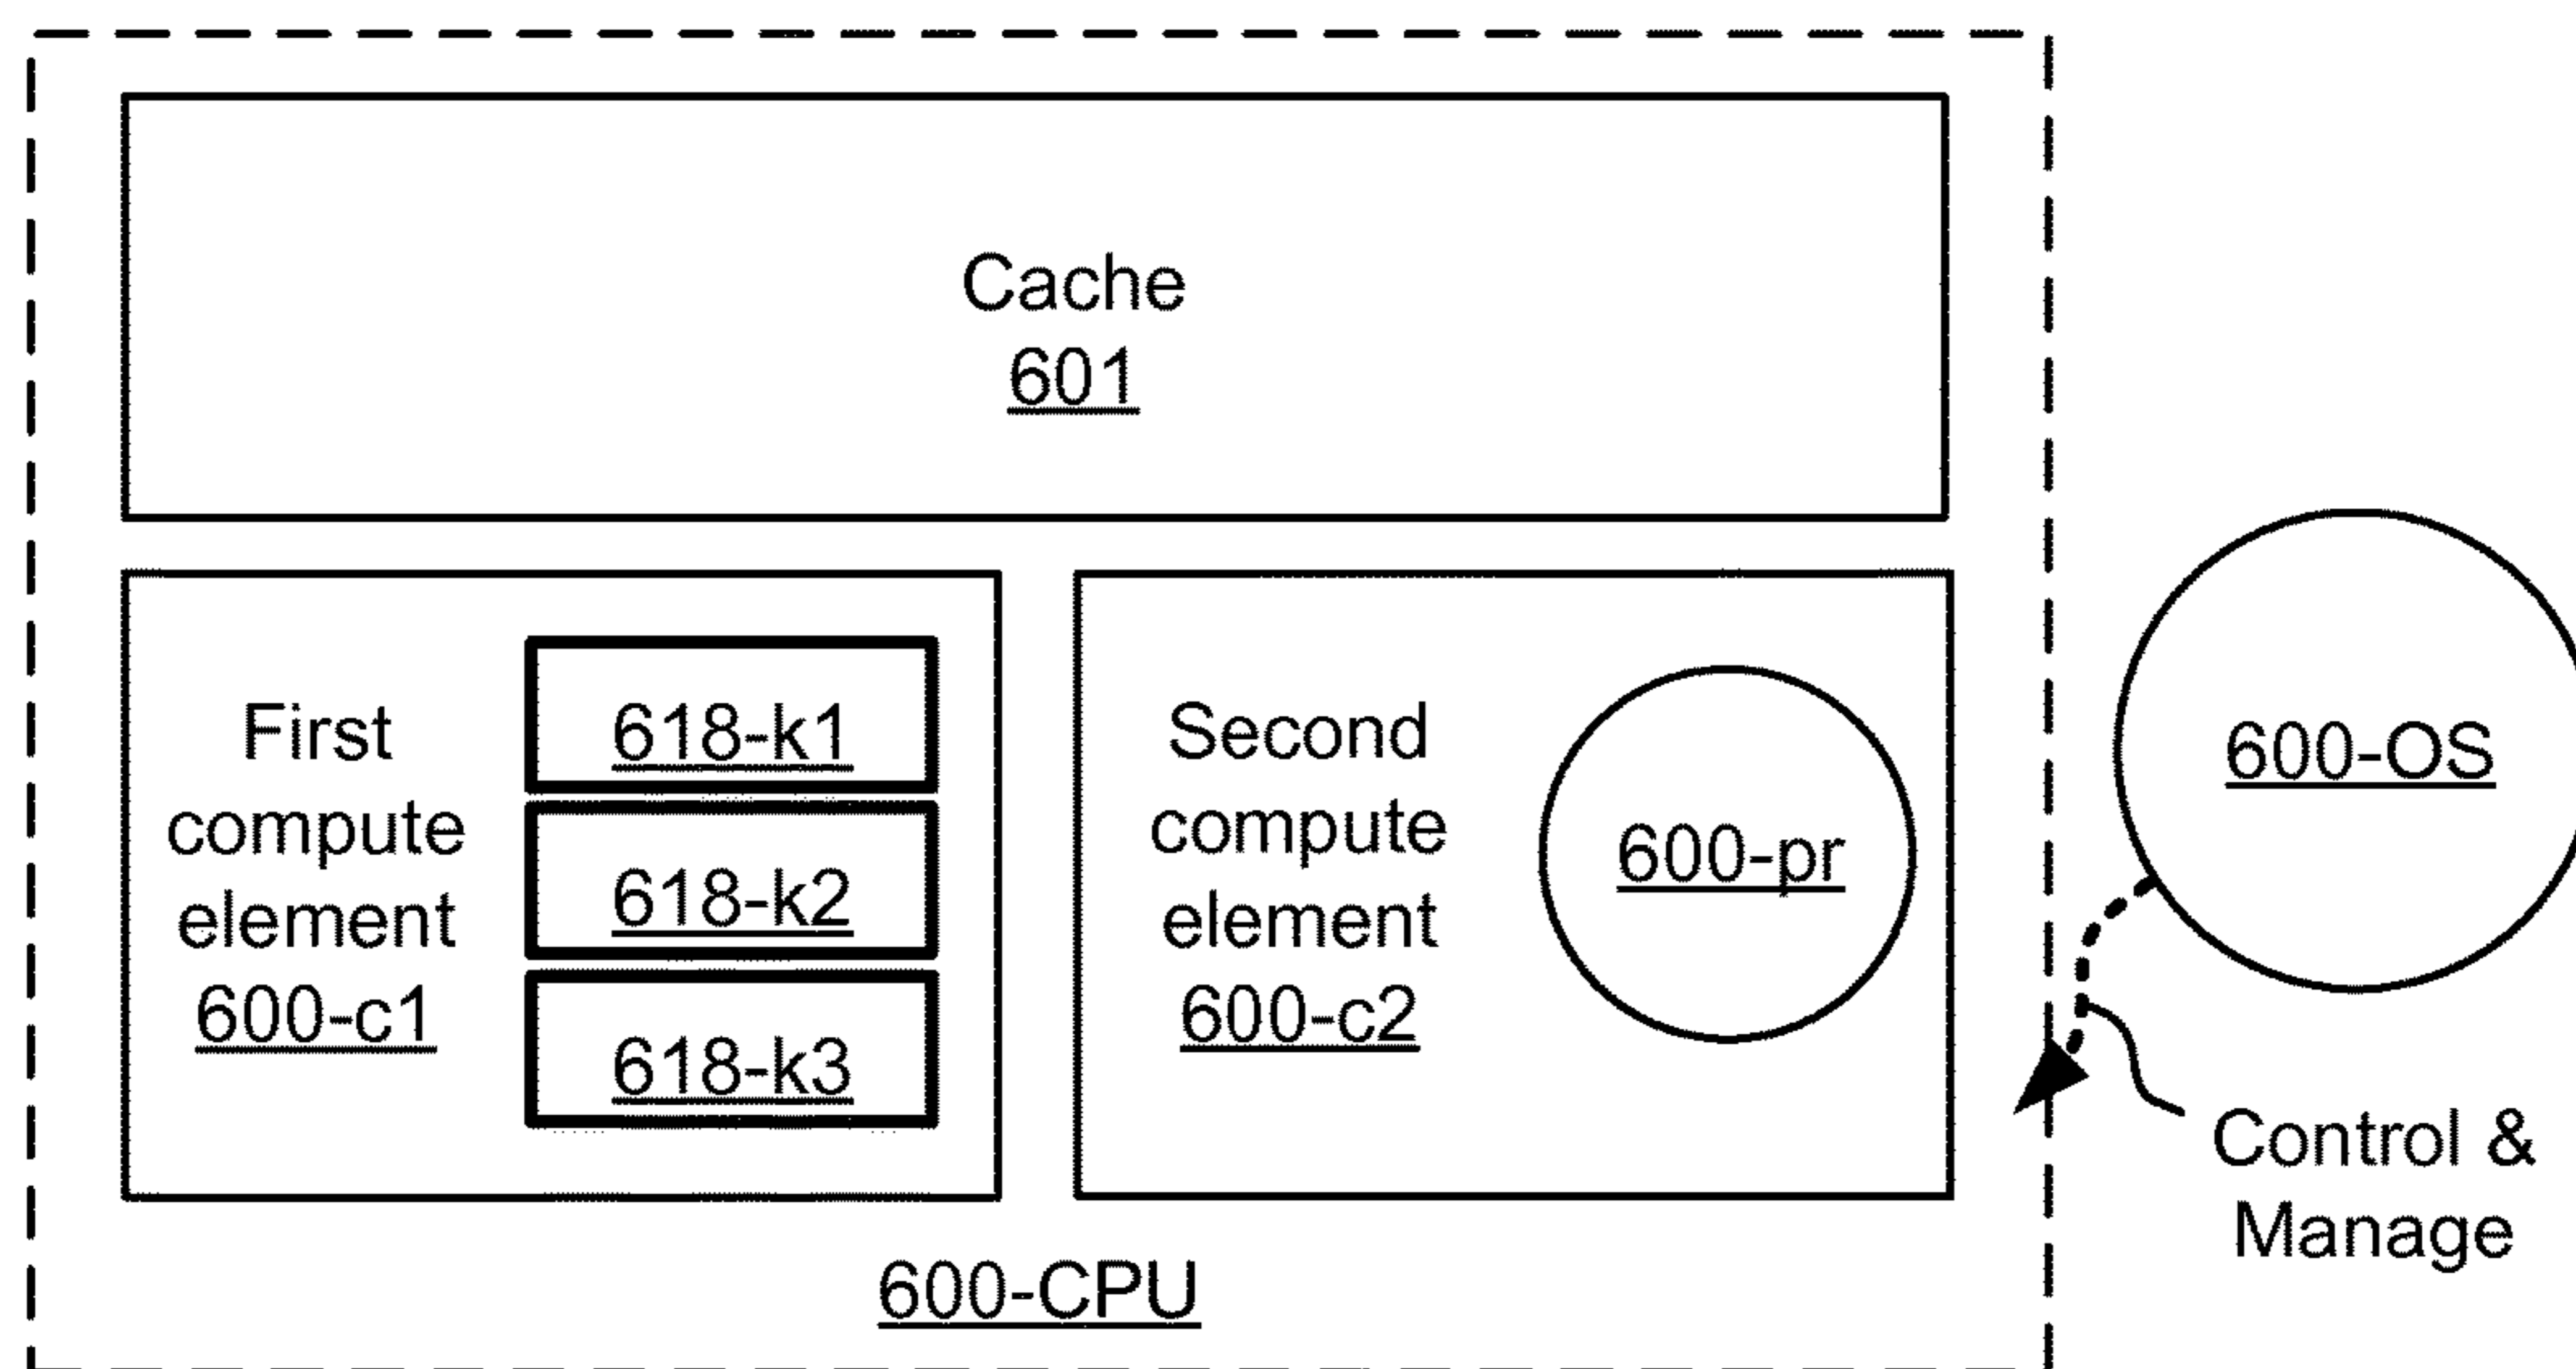 Cache
601
First
compute
element
600-c1
618-k1
618-k2
618-k3
Second
compute
element
600-c2
600-pr
600-OS
Control &
Manage
600-CPU